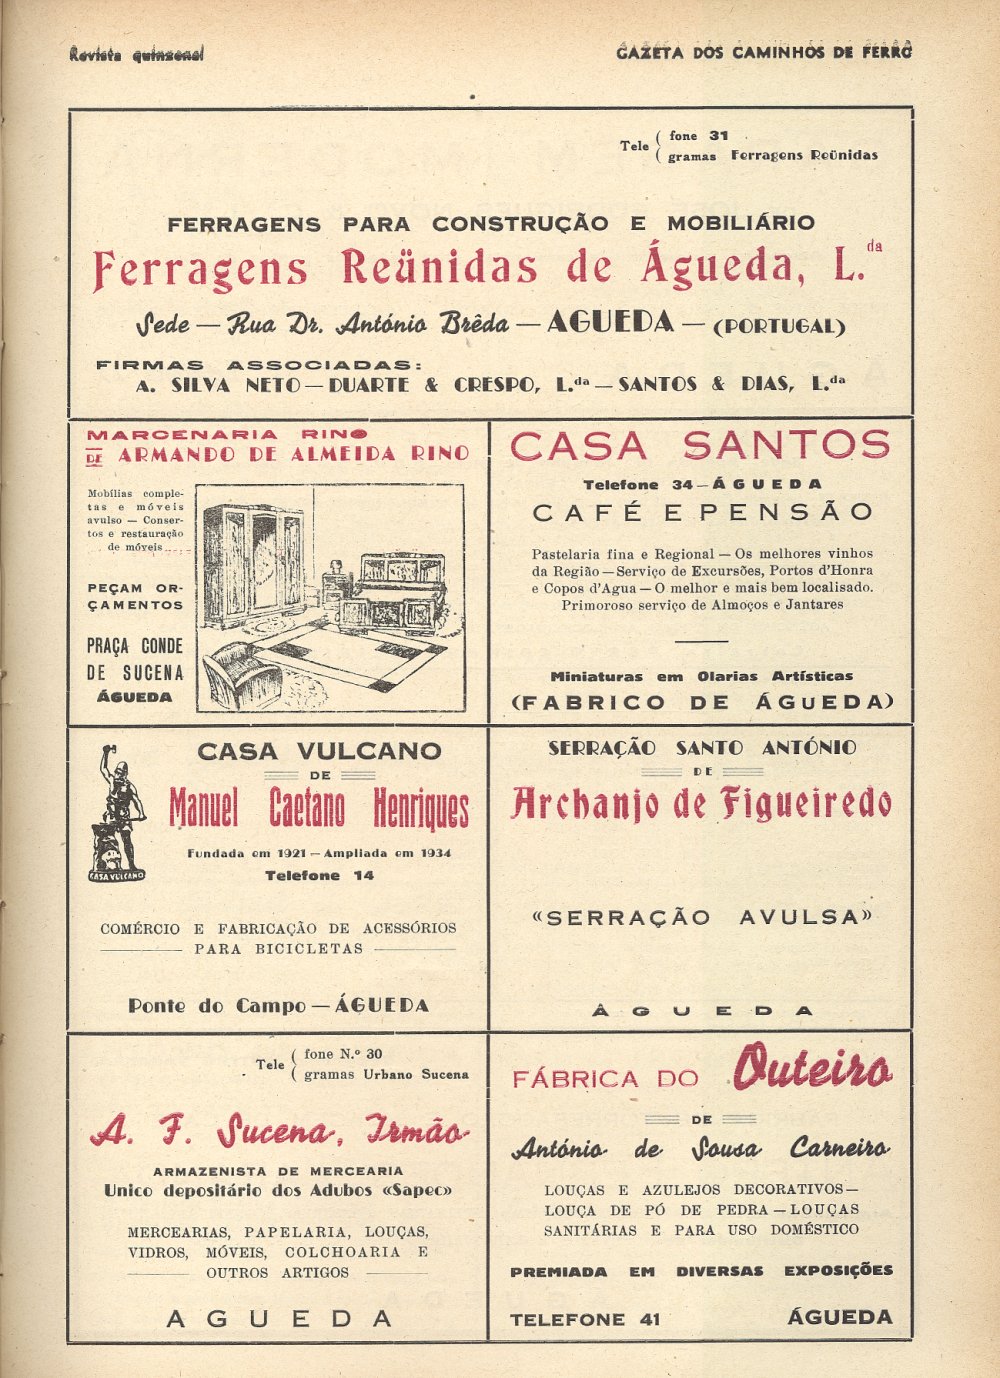 Revista quinzenal
GAZETA DOS CAMINHOS DE FERRO
Tele ( fone 31
( gramas Ferragens Reünidas
FERRAGENS PARA CONSTRUÇÃO E MOBILIÁRIO
Ferragens Reünidas de Águeda, L.da
Sede — Rua Dr. António Brêda — AGUEDA — (PORTUGAL)
FIRMAS ASSOCIADAS:
A. SILVA NETO — DUARTE & CRESPO, L.da — SANTOS & DIAS, L.da
MARCENARIA RINO
DE ARMANDO DE ALMEIDA RINO
Mobílias comple-
tas e móveis
avulso — Conser-
tos e restauração
de móveis
PEÇAM OR-
ÇAMENTOS
PRAÇA CONDE
DE SUCENA
ÁGUEDA
CASA SANTOS
Telefone 34 — ÁGUEDA
CAFÉ E PENSÃO
Pastelaria fina e Regional — Os melhores vinhos
da Região — Serviço de Excursões, Portos d'Honra
e Copos d'Agua — O melhor e mais bem localisado.
Primoroso serviço de Almoços e Jantares
Miniaturas em Olarias Artísticas
(FABRICO DE ÁGUEDA)
CASA VULCANO
DE
Manuel Caetano Henriques
Fundada em 1921 — Ampliada em 1934
Telefone 14
CASA VULCANO
COMÉRCIO E FABRICAÇÃO DE ACESSÓRIOS
PARA BICICLETAS
Ponte do Campo — ÁGUEDA
SERRAÇÃO SANTO ANTÓNIO
DE
Archanjo de Figueiredo
«SERRAÇÃO AVULSA»
ÁGUEDA
Tele ( fone N.º 30
( gramas Urbano Sucena
A. F. Sucena, Irmão
ARMAZENISTA DE MERCEARIA
Unico depositário dos Adubos «Sapec»
MERCEARIAS, PAPELARIA, LOUÇAS,
VIDROS, MÓVEIS, COLCHOARIA E
OUTROS ARTIGOS
AGUEDA
FÁBRICA DO Outeiro
DE
António de Sousa Carneiro
LOUÇAS E AZULEJOS DECORATIVOS —
LOUÇA DE PÓ DE PEDRA — LOUÇAS
SANITÁRIAS E PARA USO DOMÉSTICO
PREMIADA EM DIVERSAS EXPOSIÇÕES
TELEFONE 41 ÁGUEDA